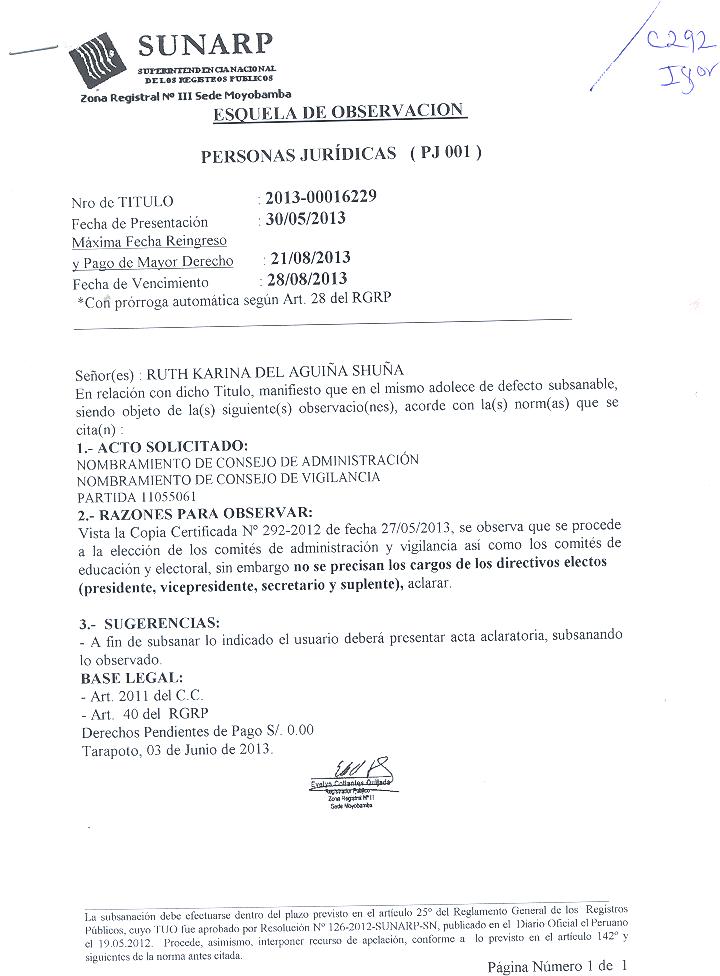 C292
Igor
SUNARP
SUPERINTENDENCIA NACIONAL
DE LOS REGISTROS PUBLICOS
Zona Registral Nº III Sede Moyobamba
ESQUELA DE OBSERVACION
PERSONAS JURÍDICAS ( PJ 001 )
Nro de TITULO : 2013-00016229
Fecha de Presentación : 30/05/2013
Máxima Fecha Reingreso
y Pago de Mayor Derecho : 21/08/2013
Fecha de Vencimiento : 28/08/2013
*Con prórroga automática según Art. 28 del RGRP
Señor(es) : RUTH KARINA DEL AGUIÑA SHUÑA
En relación con dicho Titulo, manifiesto que en el mismo adolece de defecto subsanable,
siendo objeto de la(s) siguiente(s) observacio(nes), acorde con la(s) norm(as) que se
cita(n) :
1.- ACTO SOLICITADO:
NOMBRAMIENTO DE CONSEJO DE ADMINISTRACIÓN
NOMBRAMIENTO DE CONSEJO DE VIGILANCIA
PARTIDA 11055061
2.- RAZONES PARA OBSERVAR:
Vista la Copia Certificada Nº 292-2012 de fecha 27/05/2013, se observa que se procede
a la elección de los comités de administración y vigilancia así como los comités de
educación y electoral, sin embargo no se precisan los cargos de los directivos electos
(presidente, vicepresidente, secretario y suplente), aclarar.
3.- SUGERENCIAS:
- A fin de subsanar lo indicado el usuario deberá presentar acta aclaratoria, subsanando
lo observado.
BASE LEGAL:
- Art. 2011 del C.C.
- Art. 40 del RGRP
Derechos Pendientes de Pago S/. 0.00
Tarapoto, 03 de Junio de 2013.
Evelyn Collantes Quijada
Registrador Publico
Zona Registral Nº III
Sede Moyobamba
La subsanación debe efectuarse dentro del plazo previsto en el artículo 25º del Reglamento General de los Registros
Públicos, cuyo TUO fue aprobado por Resolución Nº 126-2012-SUNARP-SN, publicado en el Diario Oficial el Peruano
el 19.05.2012. Procede, asimismo, interponer recurso de apelación, conforme a lo previsto en el artículo 142º y
siguientes de la norma antes citada.
Página Número 1 de 1